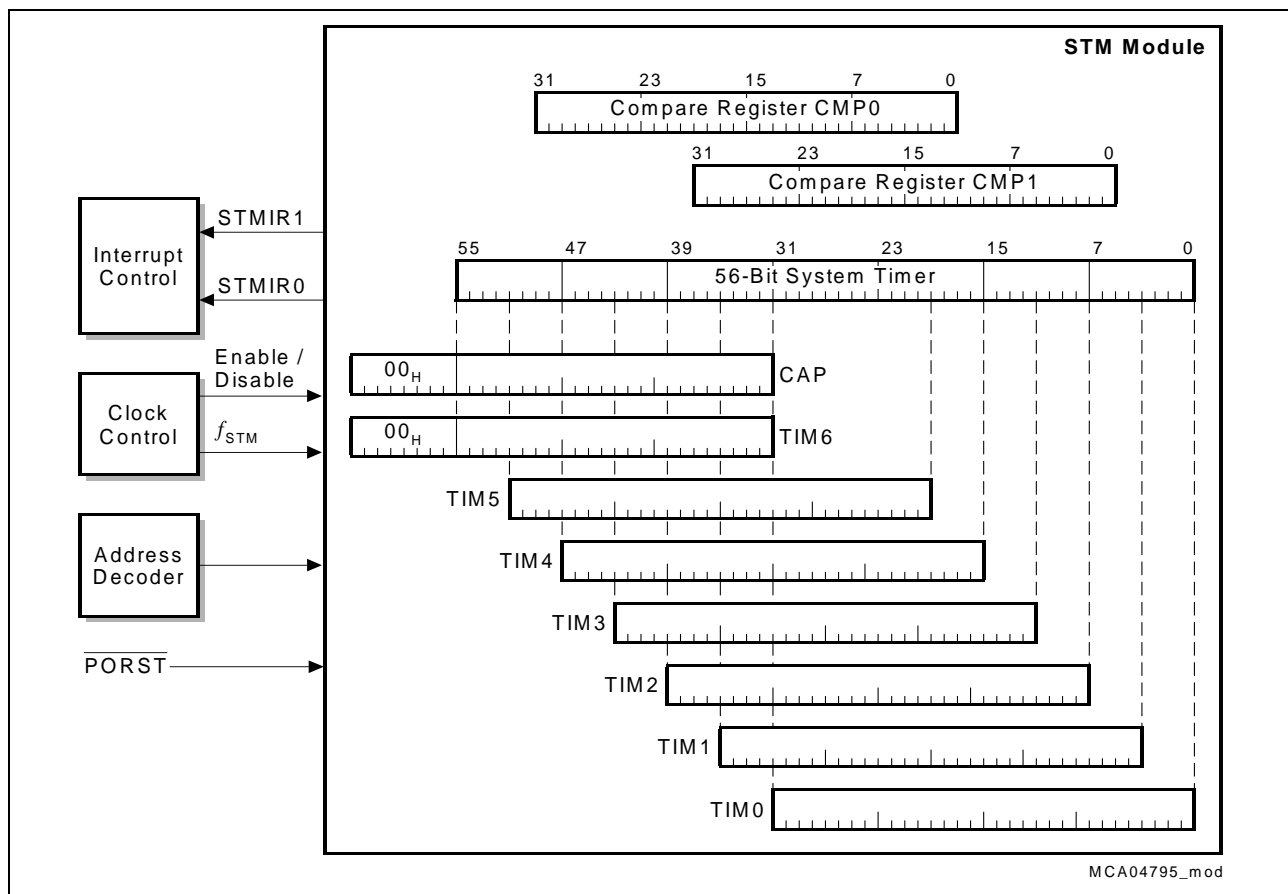 STM Module
31 23 15 7 0
Compare Register CMP0
31 23 15 7 0
Compare Register CMP1
STMIR1
Interrupt
Control
STMIR0
55 47 39 31 23 15 7 0
56-Bit System Timer
Enable /
Disable
00H
CAP
Clock
Control
fSTM
00H
TIM6
TIM5
Address
Decoder
TIM4
TIM3
PORST
TIM2
TIM1
TIM0
MCA04795_mod